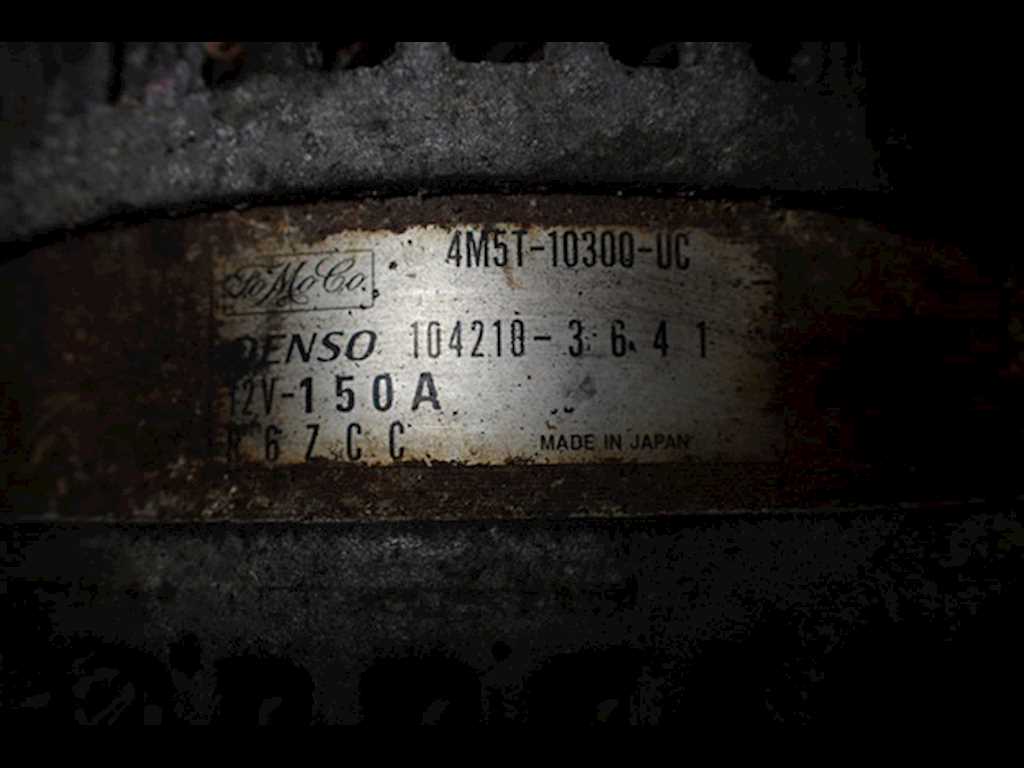 4M5T-10300-UC
FoMoCo.
DENSO 104210-3641
12V-150A
R6ZCC
MADE IN JAPAN